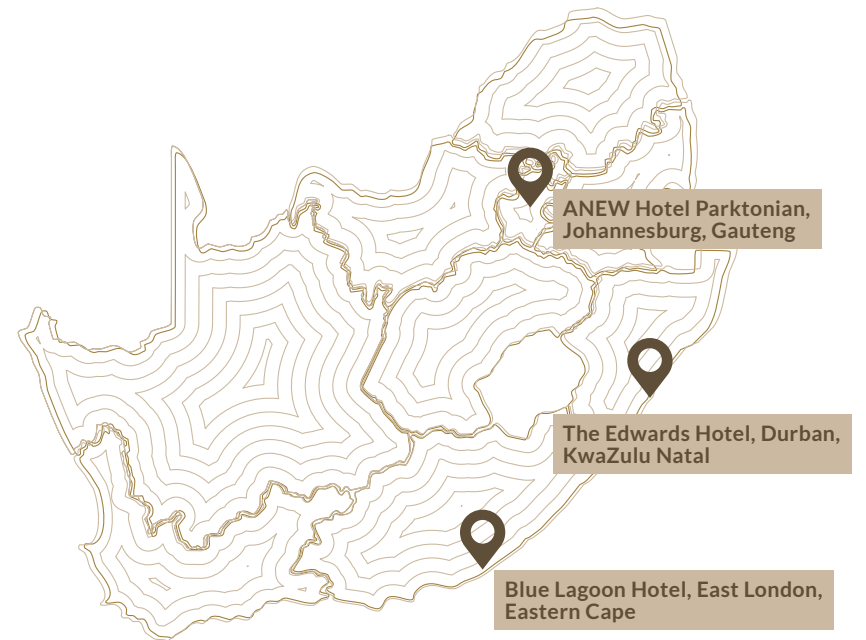 ANEW Hotel Parktonian,
Johannesburg, Gauteng
The Edwards Hotel, Durban,
KwaZulu Natal
Blue Lagoon Hotel, East London,
Eastern Cape